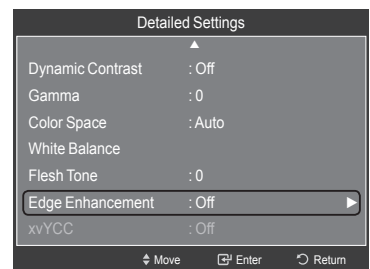 Detailed Settings
Dynamic Contrast : Off
Gamma : 0
Color Space : Auto
White Balance
Flesh Tone : 0
Edge Enhancement : Off
xvYCC : Off
Move Enter Return